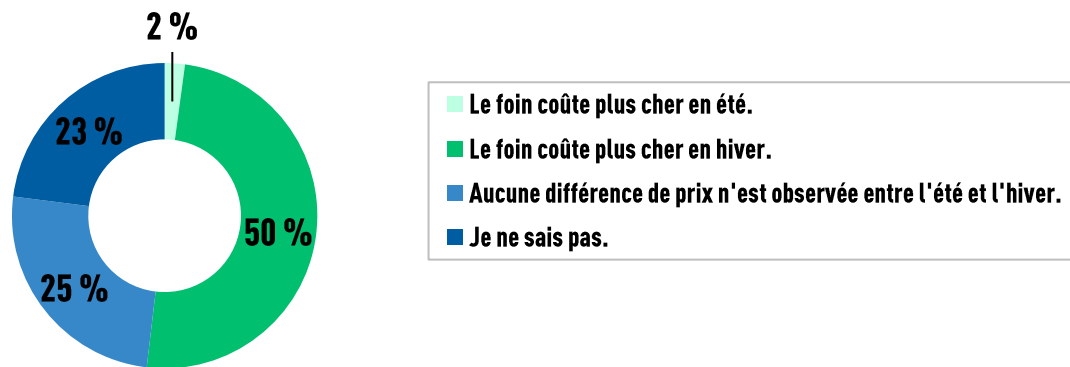 2 %
23 %
50 %
25 %
Le foin coûte plus cher en été.
Le foin coûte plus cher en hiver.
Aucune différence de prix n'est observée entre l'été et l'hiver.
Je ne sais pas.